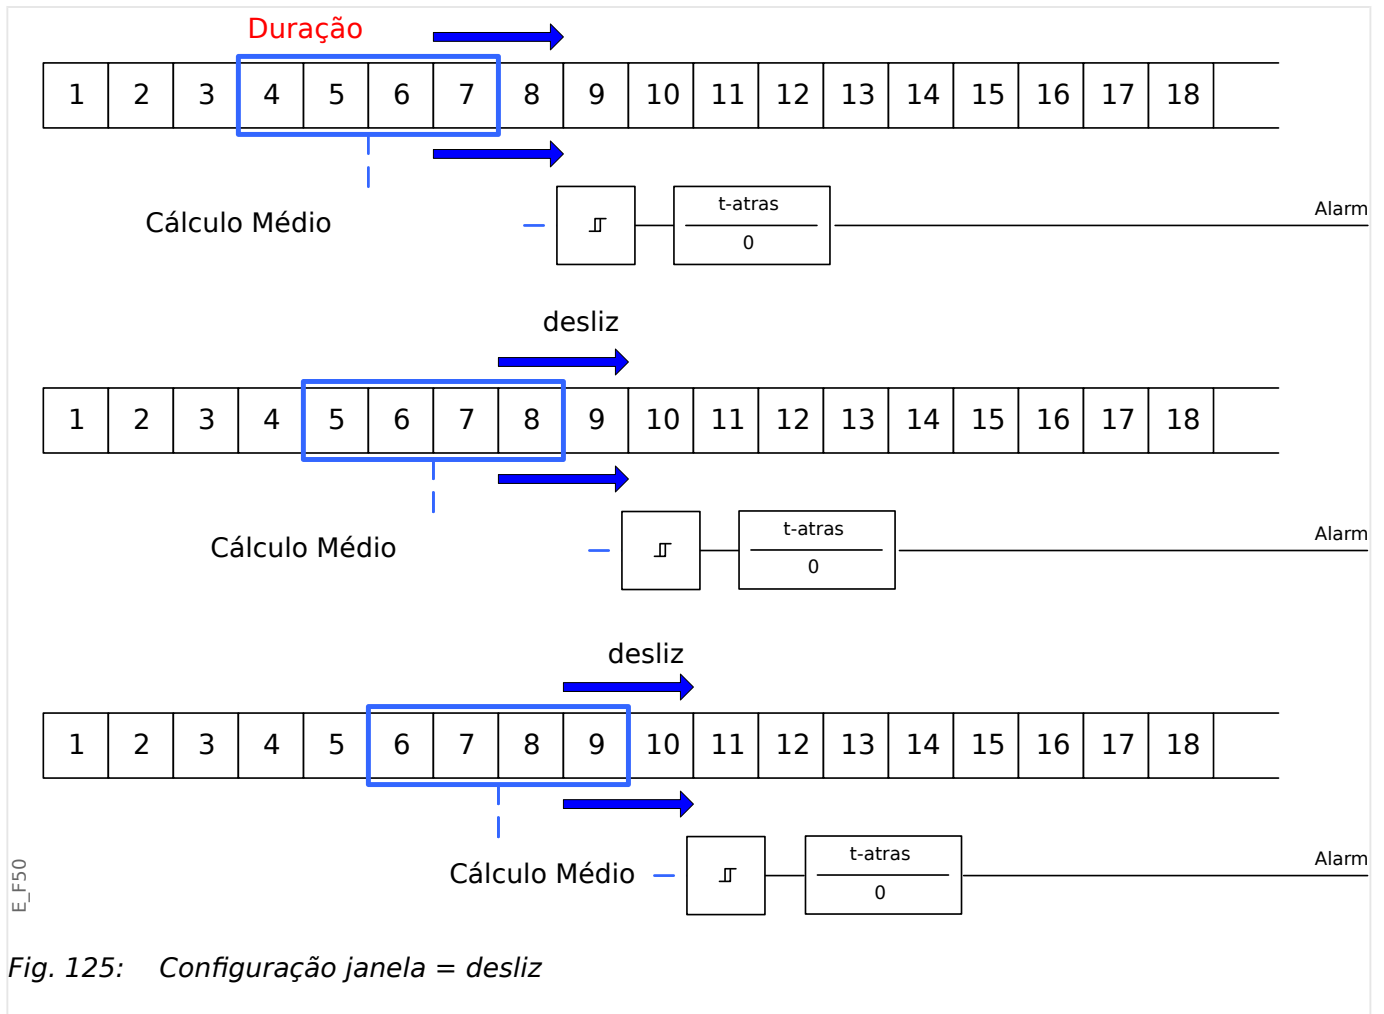 Duração
1 2 3 4 5 6 7 8 9 10 11 12 13 14 15 16 17 18
Cálculo Médio
t-atras
0
Alarm
desliz
1 2 3 4 5 6 7 8 9 10 11 12 13 14 15 16 17 18
Cálculo Médio
t-atras
0
Alarm
desliz
1 2 3 4 5 6 7 8 9 10 11 12 13 14 15 16 17 18
Cálculo Médio
t-atras
0
Alarm
E_F50
Fig. 125: Configuração janela = desliz